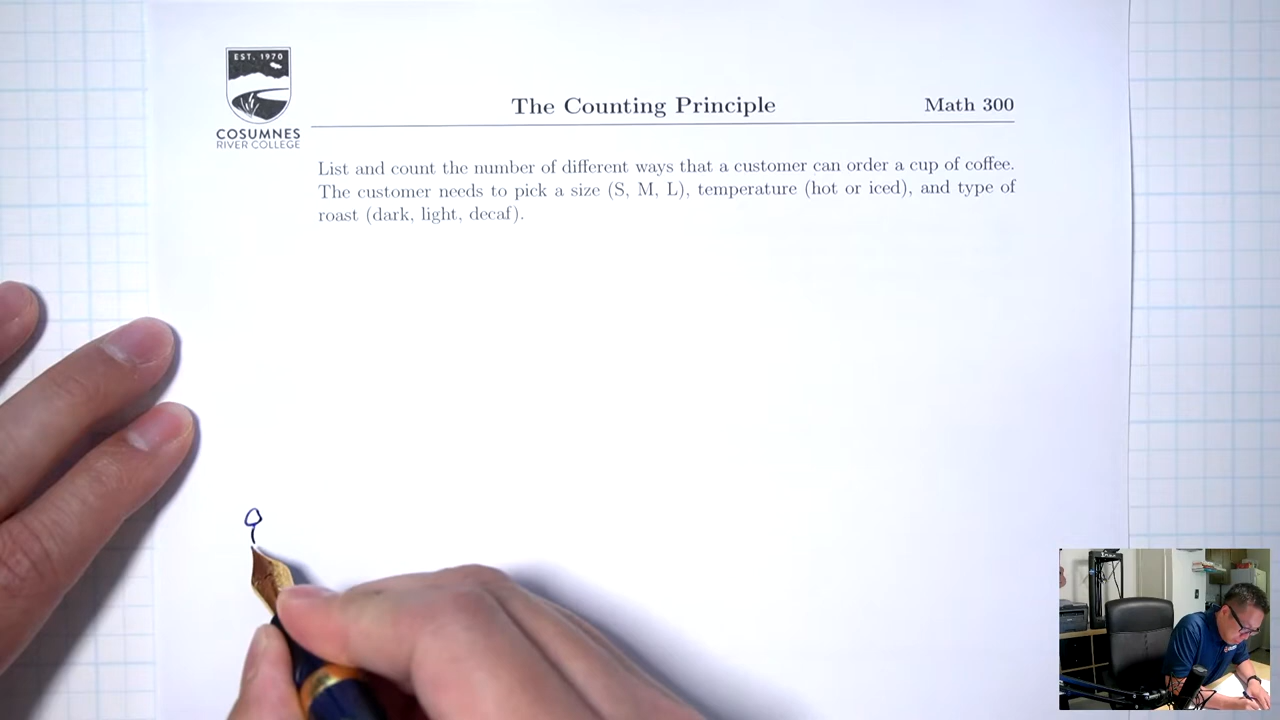 EST. 1970
COSUMNES
RIVER COLLEGE
The Counting Principle
Math 300
List and count the number of different ways that a customer can order a cup of coffee.
The customer needs to pick a size (S, M, L), temperature (hot or iced), and type of
roast (dark, light, decaf).